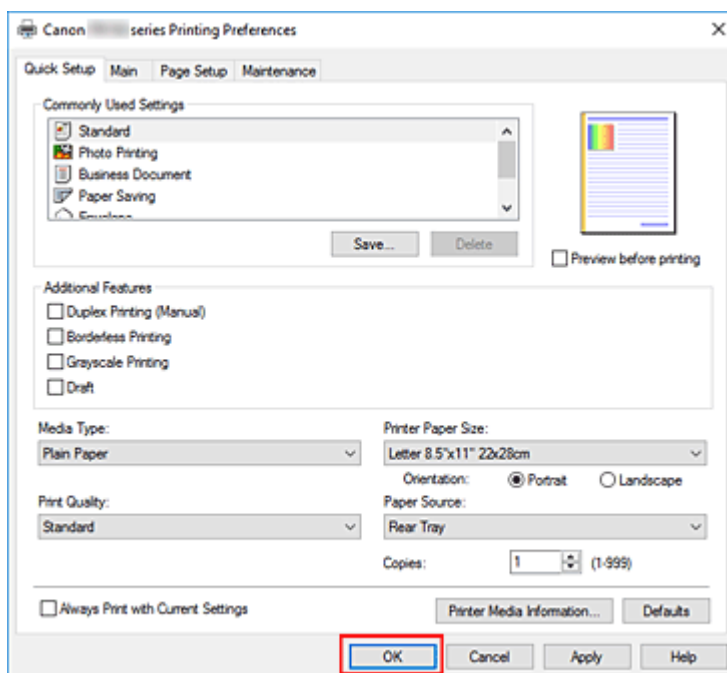 Canon series Printing Preferences
Quick Setup Main Page Setup Maintenance
Commonly Used Settings
Standard
Photo Printing
Business Document
Paper Saving
Save... Delete
Preview before printing
Additional Features
Duplex Printing (Manual)
Borderless Printing
Grayscale Printing
Draft
Media Type:
Plain Paper
Printer Paper Size:
Letter 8.5"x11" 22x28cm
Orientation: Portrait Landscape
Print Quality:
Standard
Paper Source:
Rear Tray
Copies: 1 (1-999)
Always Print with Current Settings
Printer Media Information... Defaults
OK Cancel Apply Help